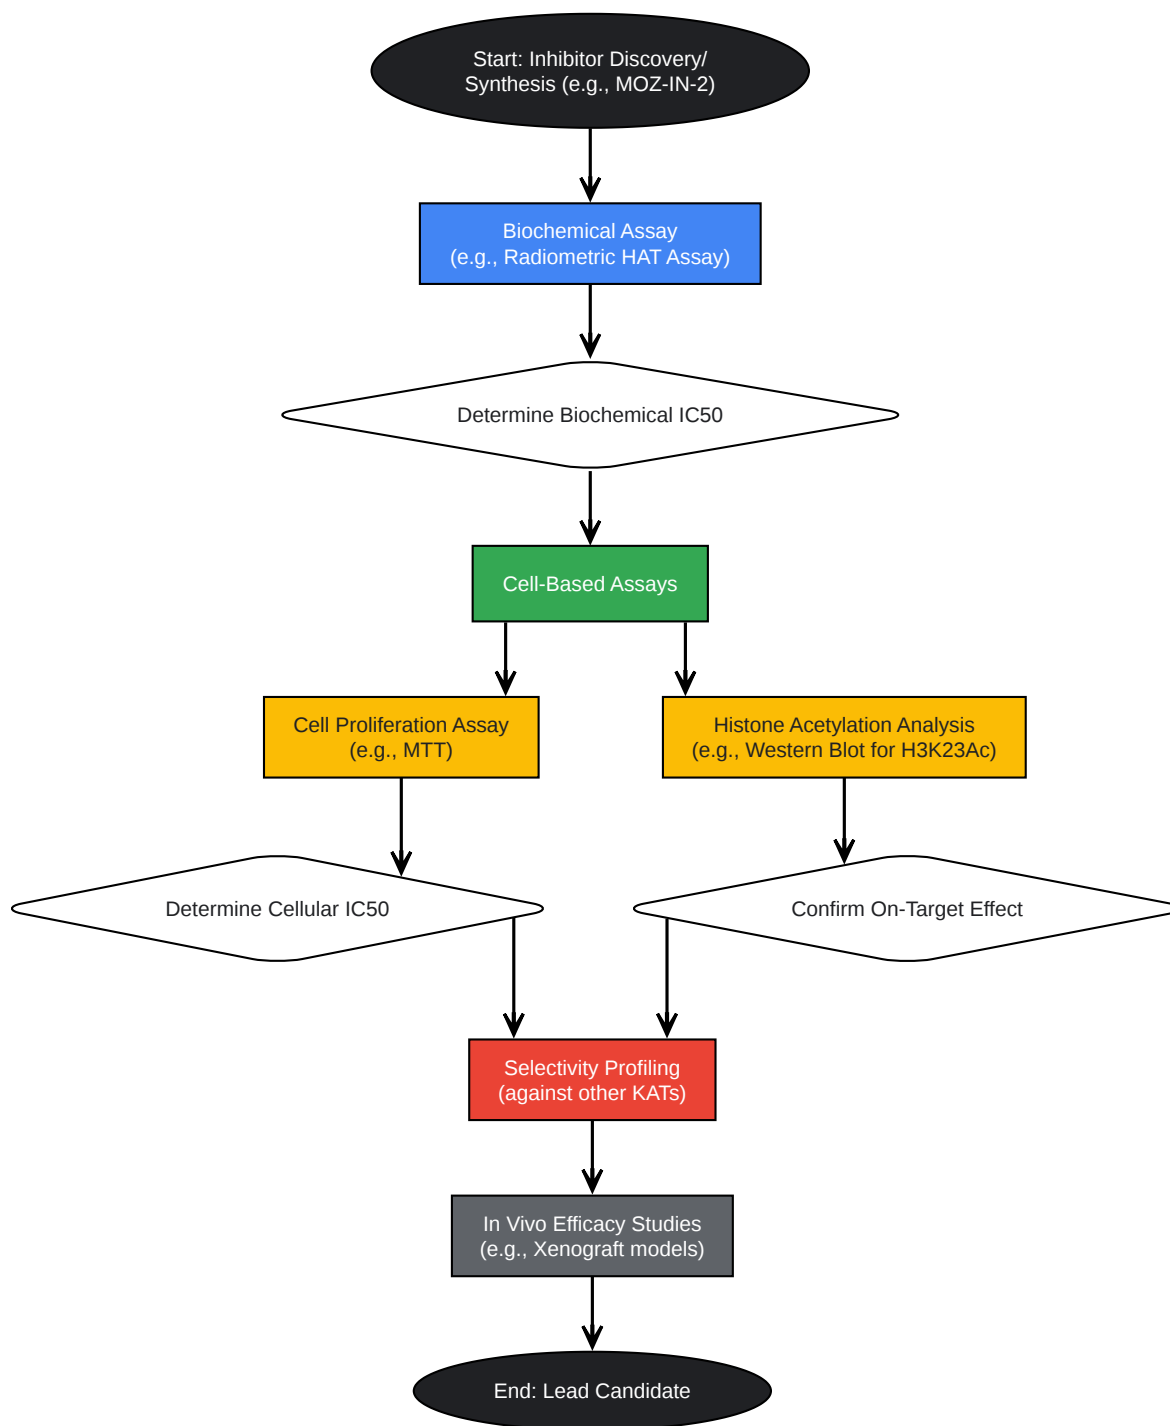 Start: Inhibitor Discovery/
Synthesis (e.g., MOZ-IN-2)
Biochemical Assay
(e.g., Radiometric HAT Assay)
Determine Biochemical IC50
Cell-Based Assays
Cell Proliferation Assay
(e.g., MTT)
Histone Acetylation Analysis
(e.g., Western Blot for H3K23Ac)
Determine Cellular IC50
Confirm On-Target Effect
Selectivity Profiling
(against other KATs)
In Vivo Efficacy Studies
(e.g., Xenograft models)
End: Lead Candidate